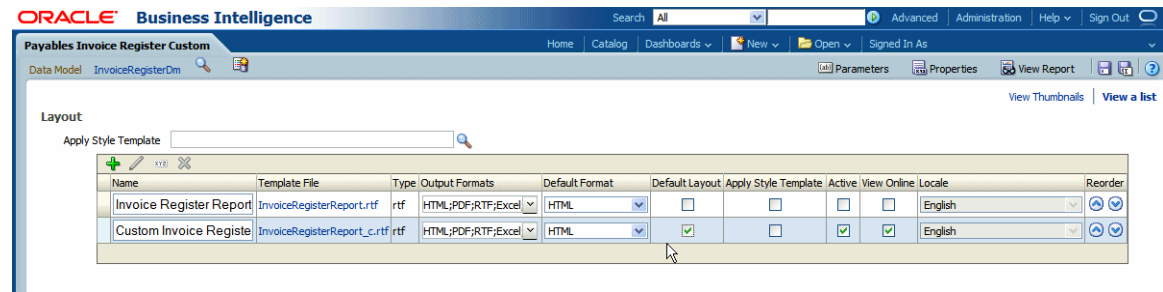 ORACLE Business Intelligence Search All Advanced Administration Help Sign Out
Payables Invoice Register Custom Home Catalog Dashboards New Open Signed In As
Data Model InvoiceRegisterDm Parameters Properties View Report
View Thumbnails View a list
Layout
Apply Style Template
Name Template File Type Output Formats Default Format Default Layout Apply Style Template Active View Online Locale Reorder
Invoice Register Report InvoiceRegisterReport.rtf rtf HTML;PDF;RTF;Excel HTML English
Custom Invoice Registe InvoiceRegisterReport_c.rtf rtf HTML;PDF;RTF;Excel HTML English